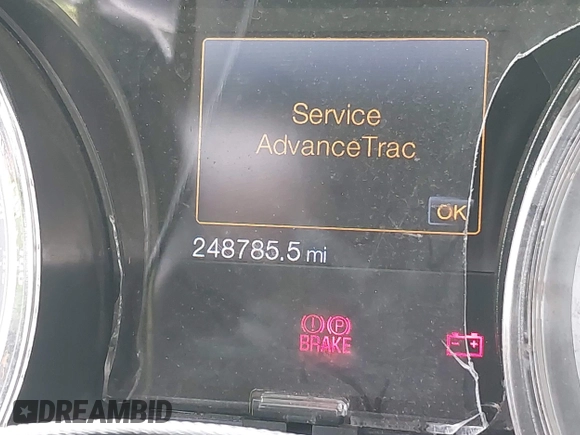 Service
AdvanceTrac
OK
248785.5 mi
(!) (P)
BRAKE
- +
DREAMBID